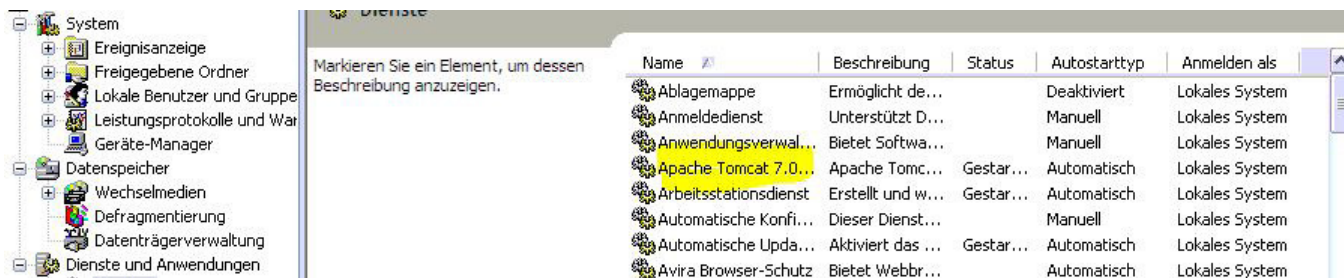 System
Ereignisanzeige
Freigegebene Ordner
Lokale Benutzer und Gruppe
Leistungsprotokolle und War
Geräte-Manager
Datenspeicher
Wechselmedien
Defragmentierung
Datenträgerverwaltung
Dienste und Anwendungen
Dienste
Markieren Sie ein Element, um dessen
Beschreibung anzuzeigen.
Name Beschreibung Status Autostarttyp Anmelden als
Ablagemappe Ermöglicht de... Deaktiviert Lokales System
Anmeldedienst Unterstützt D... Manuell Lokales System
Anwendungsverwal... Bietet Softwa... Manuell Lokales System
Apache Tomcat 7.0... Apache Tomc... Gestar... Automatisch Lokales System
Arbeitsstationsdienst Erstellt und w... Gestar... Automatisch Lokales System
Automatische Konfi... Dieser Dienst... Manuell Lokales System
Automatische Upda... Aktiviert das ... Gestar... Automatisch Lokales System
Avira Browser-Schutz Bietet Webbr... Automatisch Lokales System